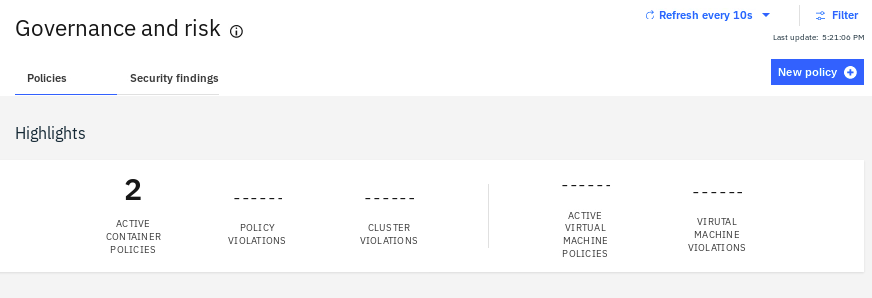 Governance and risk
Refresh every 10s
Filter
Last update: 5:21:06 PM
Policies
Security findings
New policy
Highlights
2
ACTIVE
CONTAINER
POLICIES
------
POLICY
VIOLATIONS
------
CLUSTER
VIOLATIONS
------
ACTIVE
VIRTUAL
MACHINE
POLICIES
------
VIRUTAL
MACHINE
VIOLATIONS